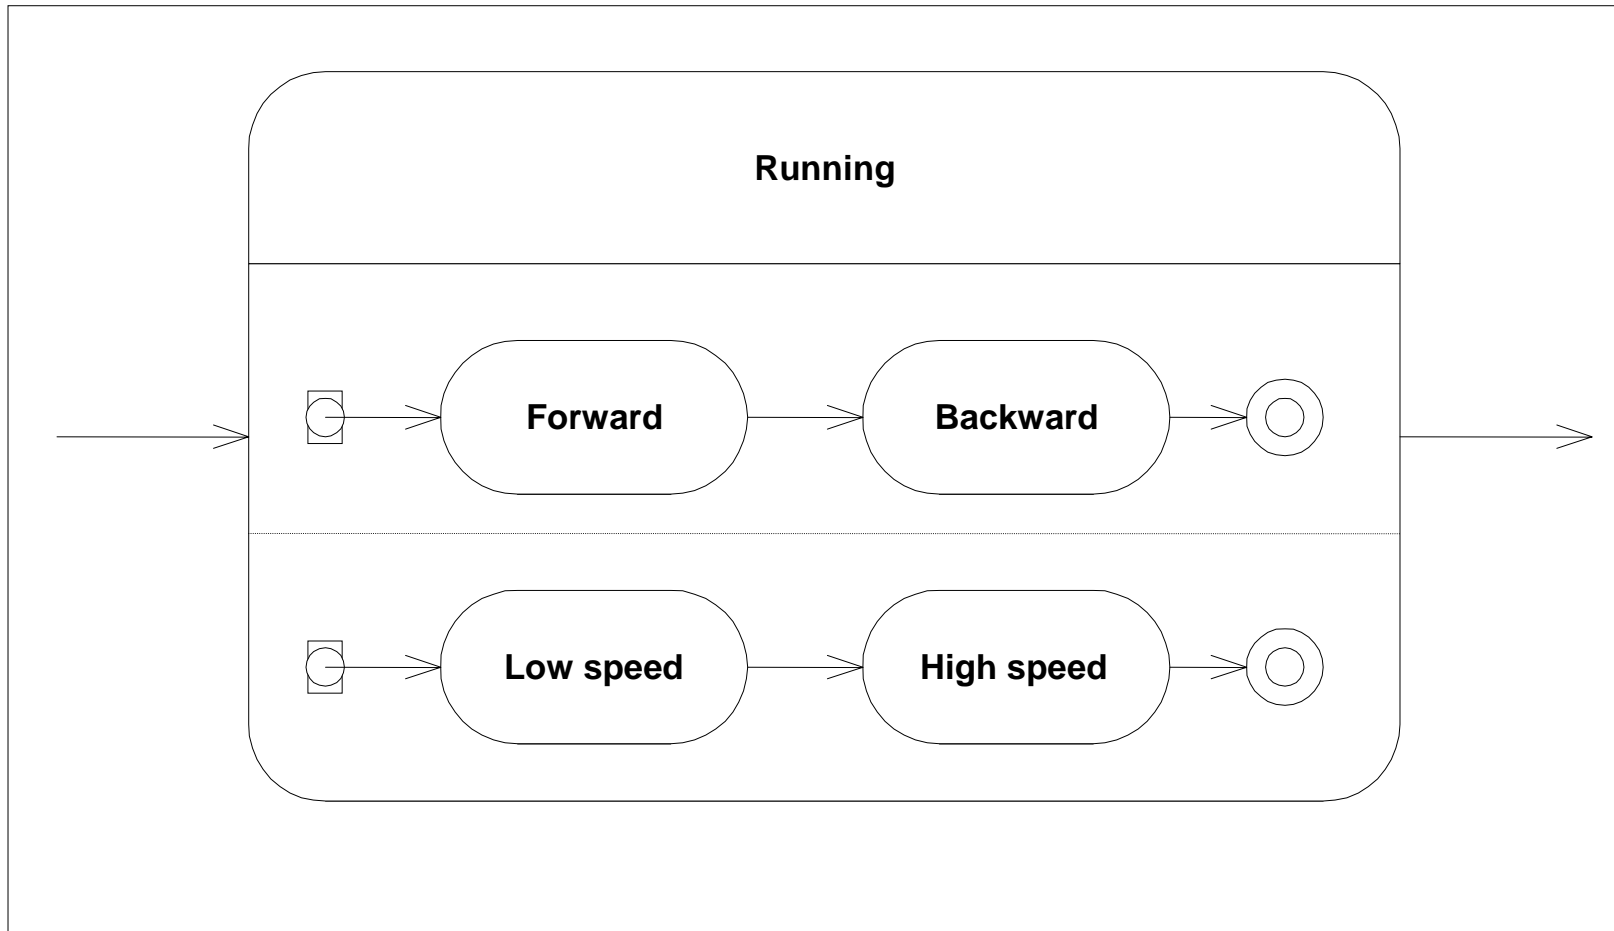 Running
Forward
Backward
Low speed
High speed